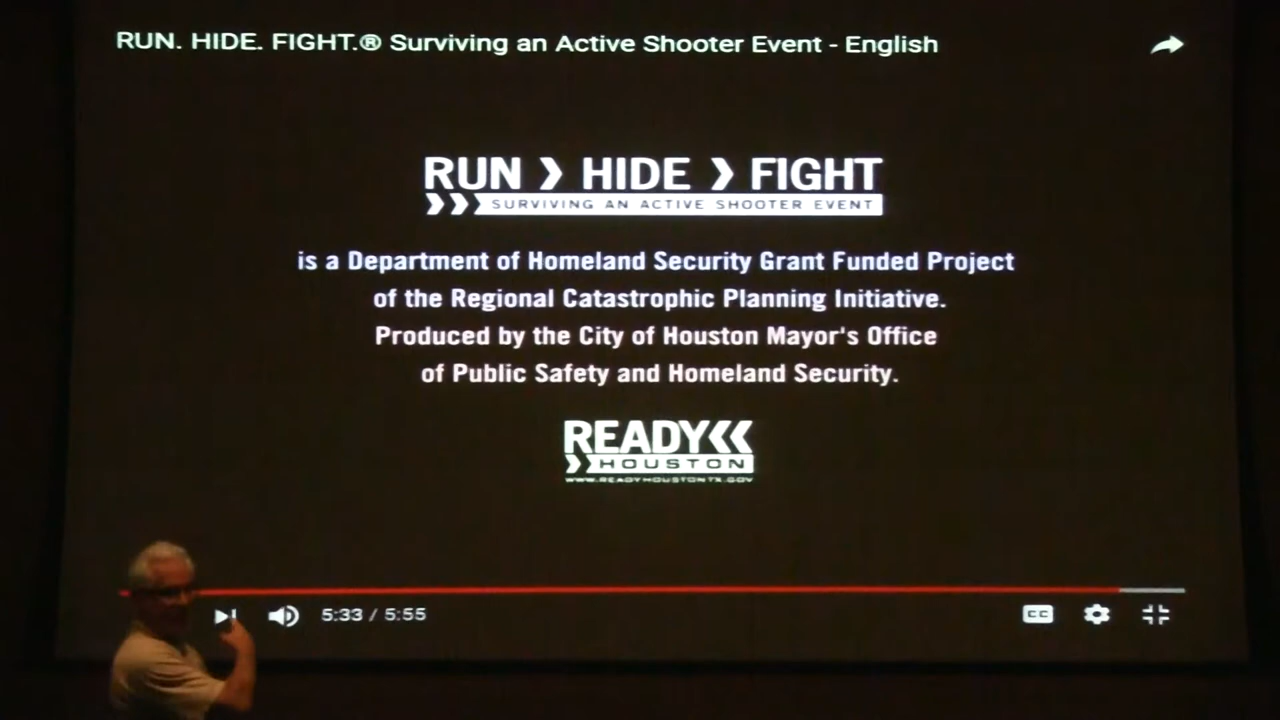 RUN. HIDE. FIGHT.® Surviving an Active Shooter Event - English
RUN › HIDE › FIGHT
SURVIVING AN ACTIVE SHOOTER EVENT
is a Department of Homeland Security Grant Funded Project
of the Regional Catastrophic Planning Initiative.
Produced by the City of Houston Mayor's Office
of Public Safety and Homeland Security.
READY
HOUSTON
WWW.READYHOUSTONTX.GOV
5:33 / 5:55
CC